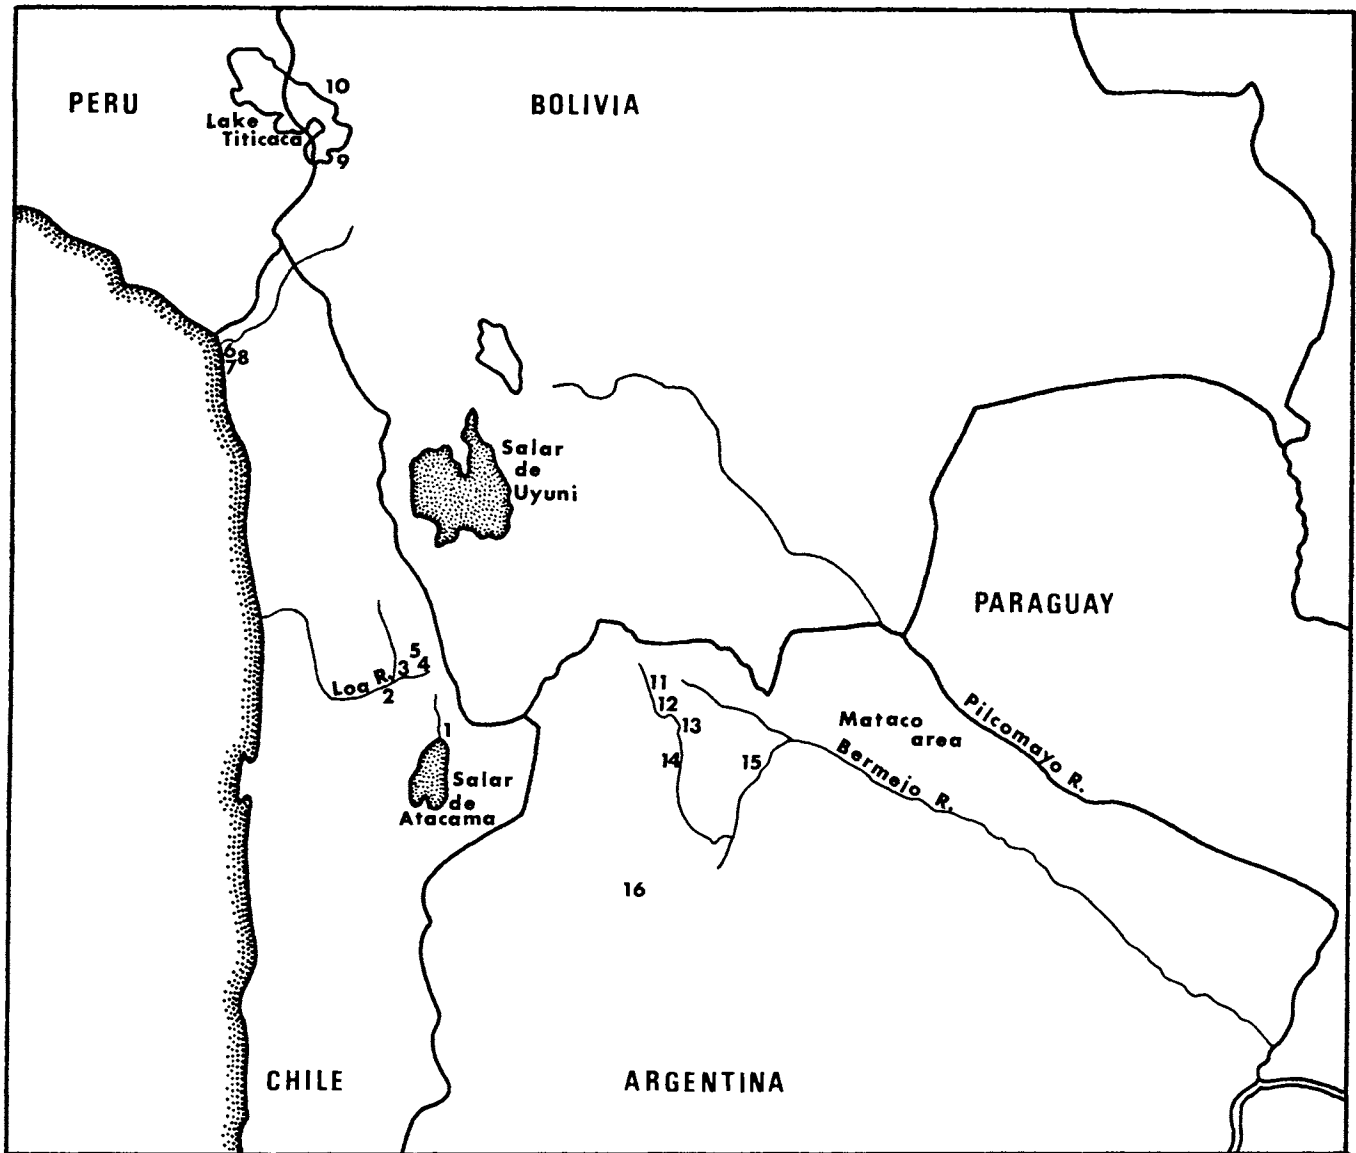 PERU
BOLIVIA
10
Lake
Titicaca
9
6
8
7
Salar
de
Uyuni
PARAGUAY
5
3 4
Loa R.
2
11
12
13
14
15
Mataco
area
Pilcomayo R.
Bermejo R.
1
Salar
de
Atacama
16
CHILE
ARGENTINA